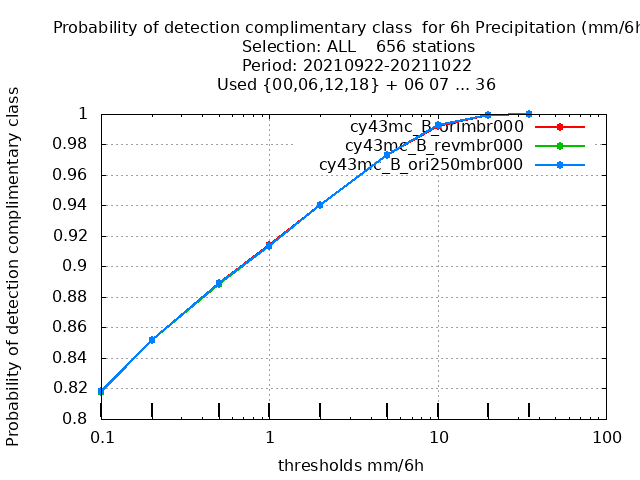 Probability of detection complimentary class  for 6h Precipitation (mm/6h
Selection: ALL    656 stations
Period: 20210922-20211022
Used {00,06,12,18} + 06 07 ... 36
Probability of detection complimentary class
1
0.98
0.96
0.94
0.92
0.9
0.88
0.86
0.84
0.82
0.8
cy43mc_B_orimbr000
cy43mc_B_revmbr000
cy43mc_B_ori250mbr000
0.1 1 10 100
thresholds mm/6h